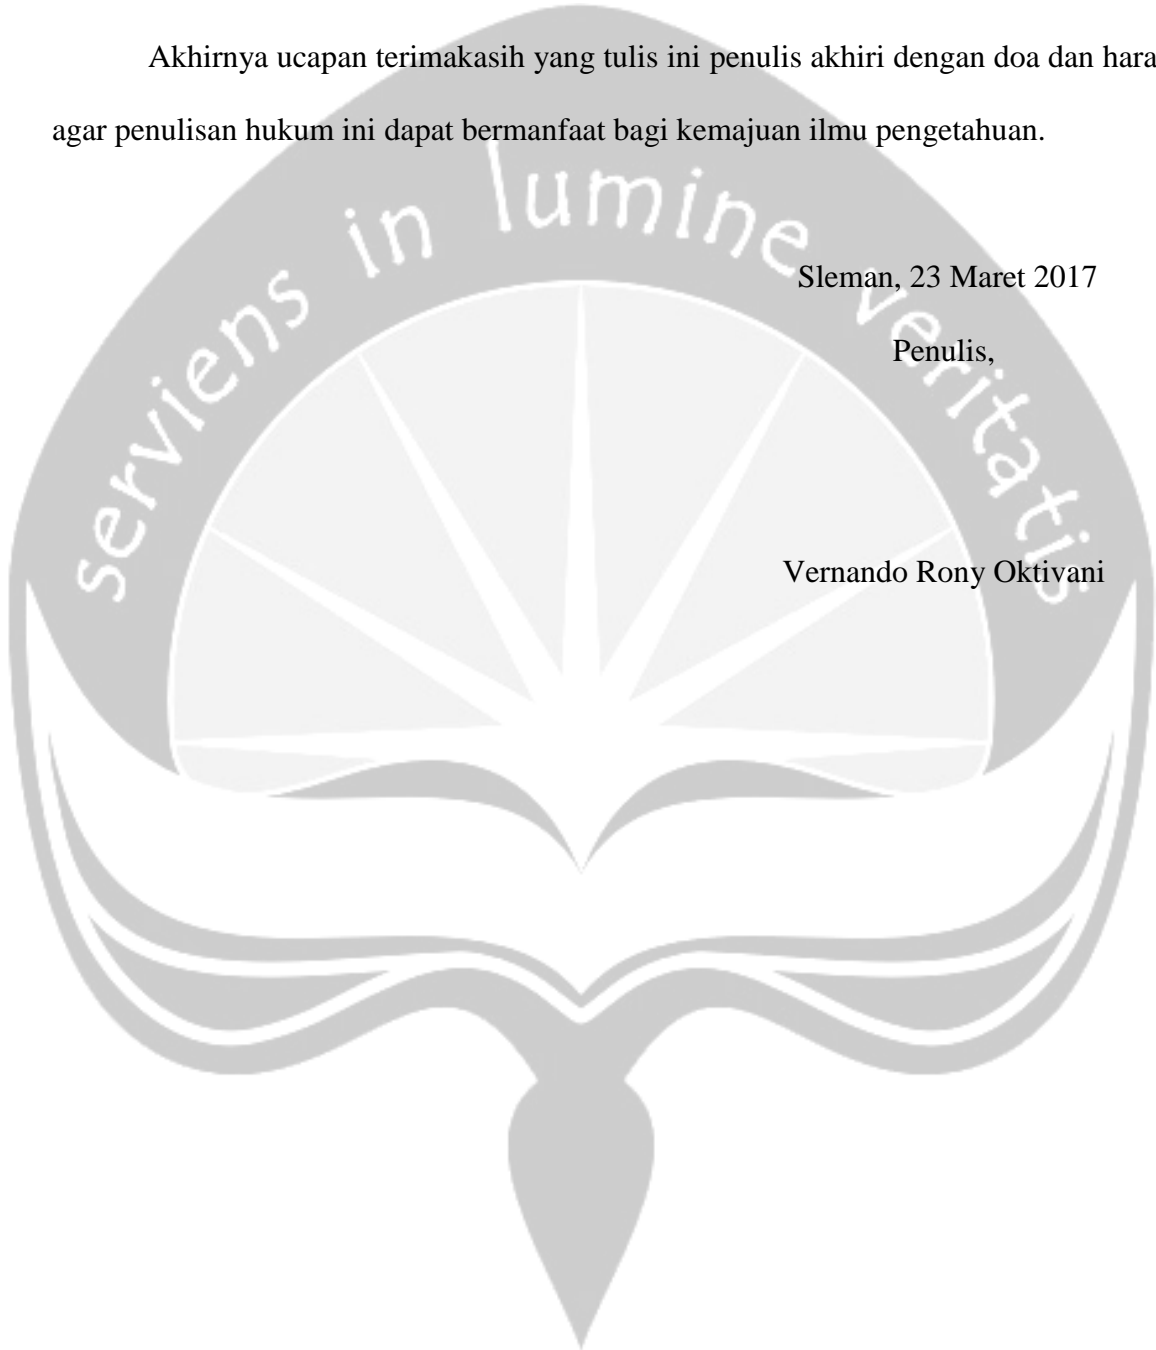 Akhirnya ucapan terimakasih yang tulis ini penulis akhiri dengan doa dan hara
agar penulisan hukum ini dapat bermanfaat bagi kemajuan ilmu pengetahuan.
serviens in lumine veritatis
Sleman, 23 Maret 2017
Penulis,
Vernando Rony Oktivani